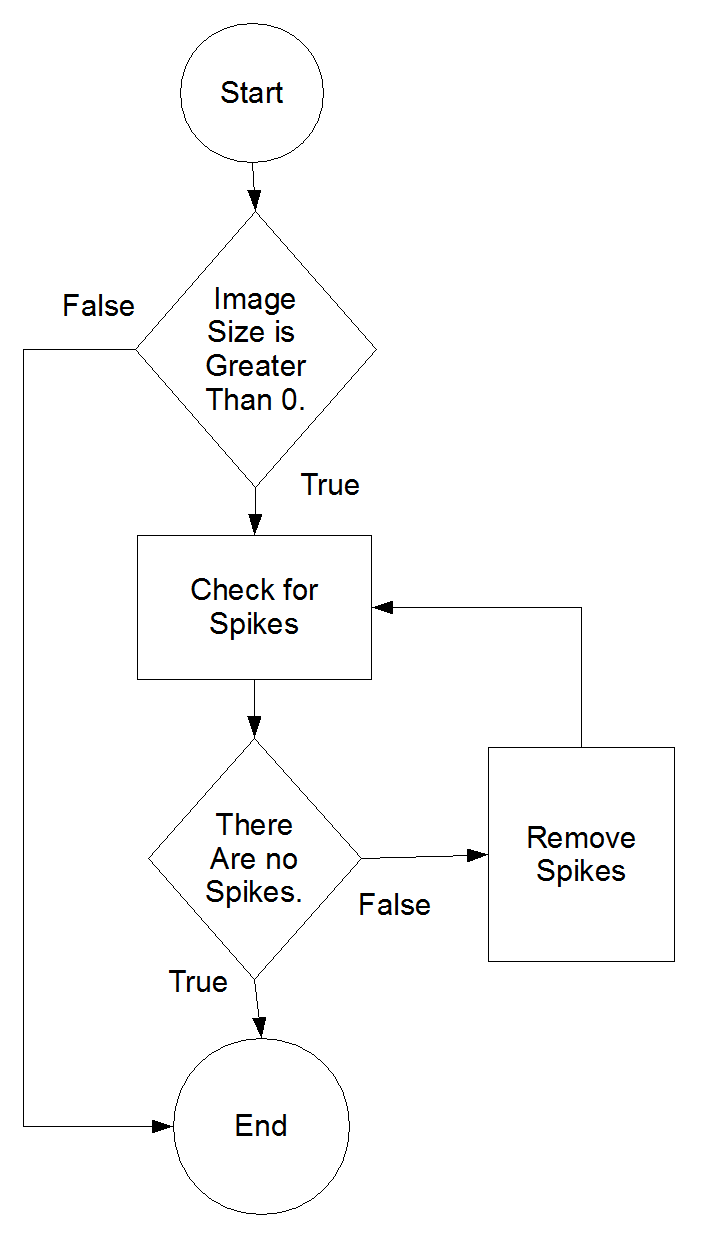 Start
False
Image
Size is
Greater
Than 0.
True
Check for
Spikes
There
Are no
Spikes.
Remove
Spikes
False
True
End